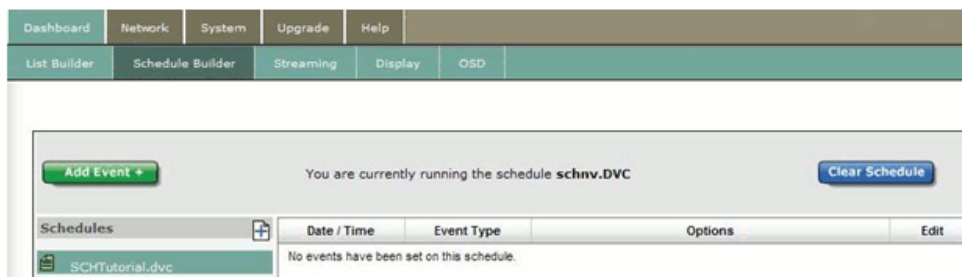 Dashboard Network System Upgrade Help
List Builder Schedule Builder Streaming Display OSD
Add Event + You are currently running the schedule schnv.DVC Clear Schedule
Schedules Date / Time Event Type Options Edit
SCHTutorial.dvc No events have been set on this schedule.